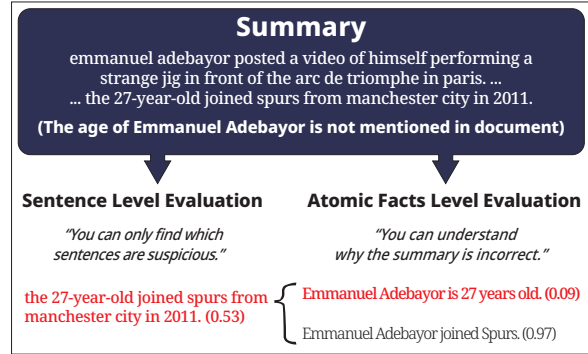 Summary
emmanuel adebayor posted a video of himself performing a
strange jig in front of the arc de triomphe in paris. ...
... the 27-year-old joined spurs from manchester city in 2011.
(The age of Emmanuel Adebayor is not mentioned in document)
Sentence Level Evaluation
"You can only find which
sentences are suspicious."
the 27-year-old joined spurs from
manchester city in 2011. (0.53)
Atomic Facts Level Evaluation
"You can understand
why the summary is incorrect."
Emmanuel Adebayor is 27 years old. (0.09)
Emmanuel Adebayor joined Spurs. (0.97)